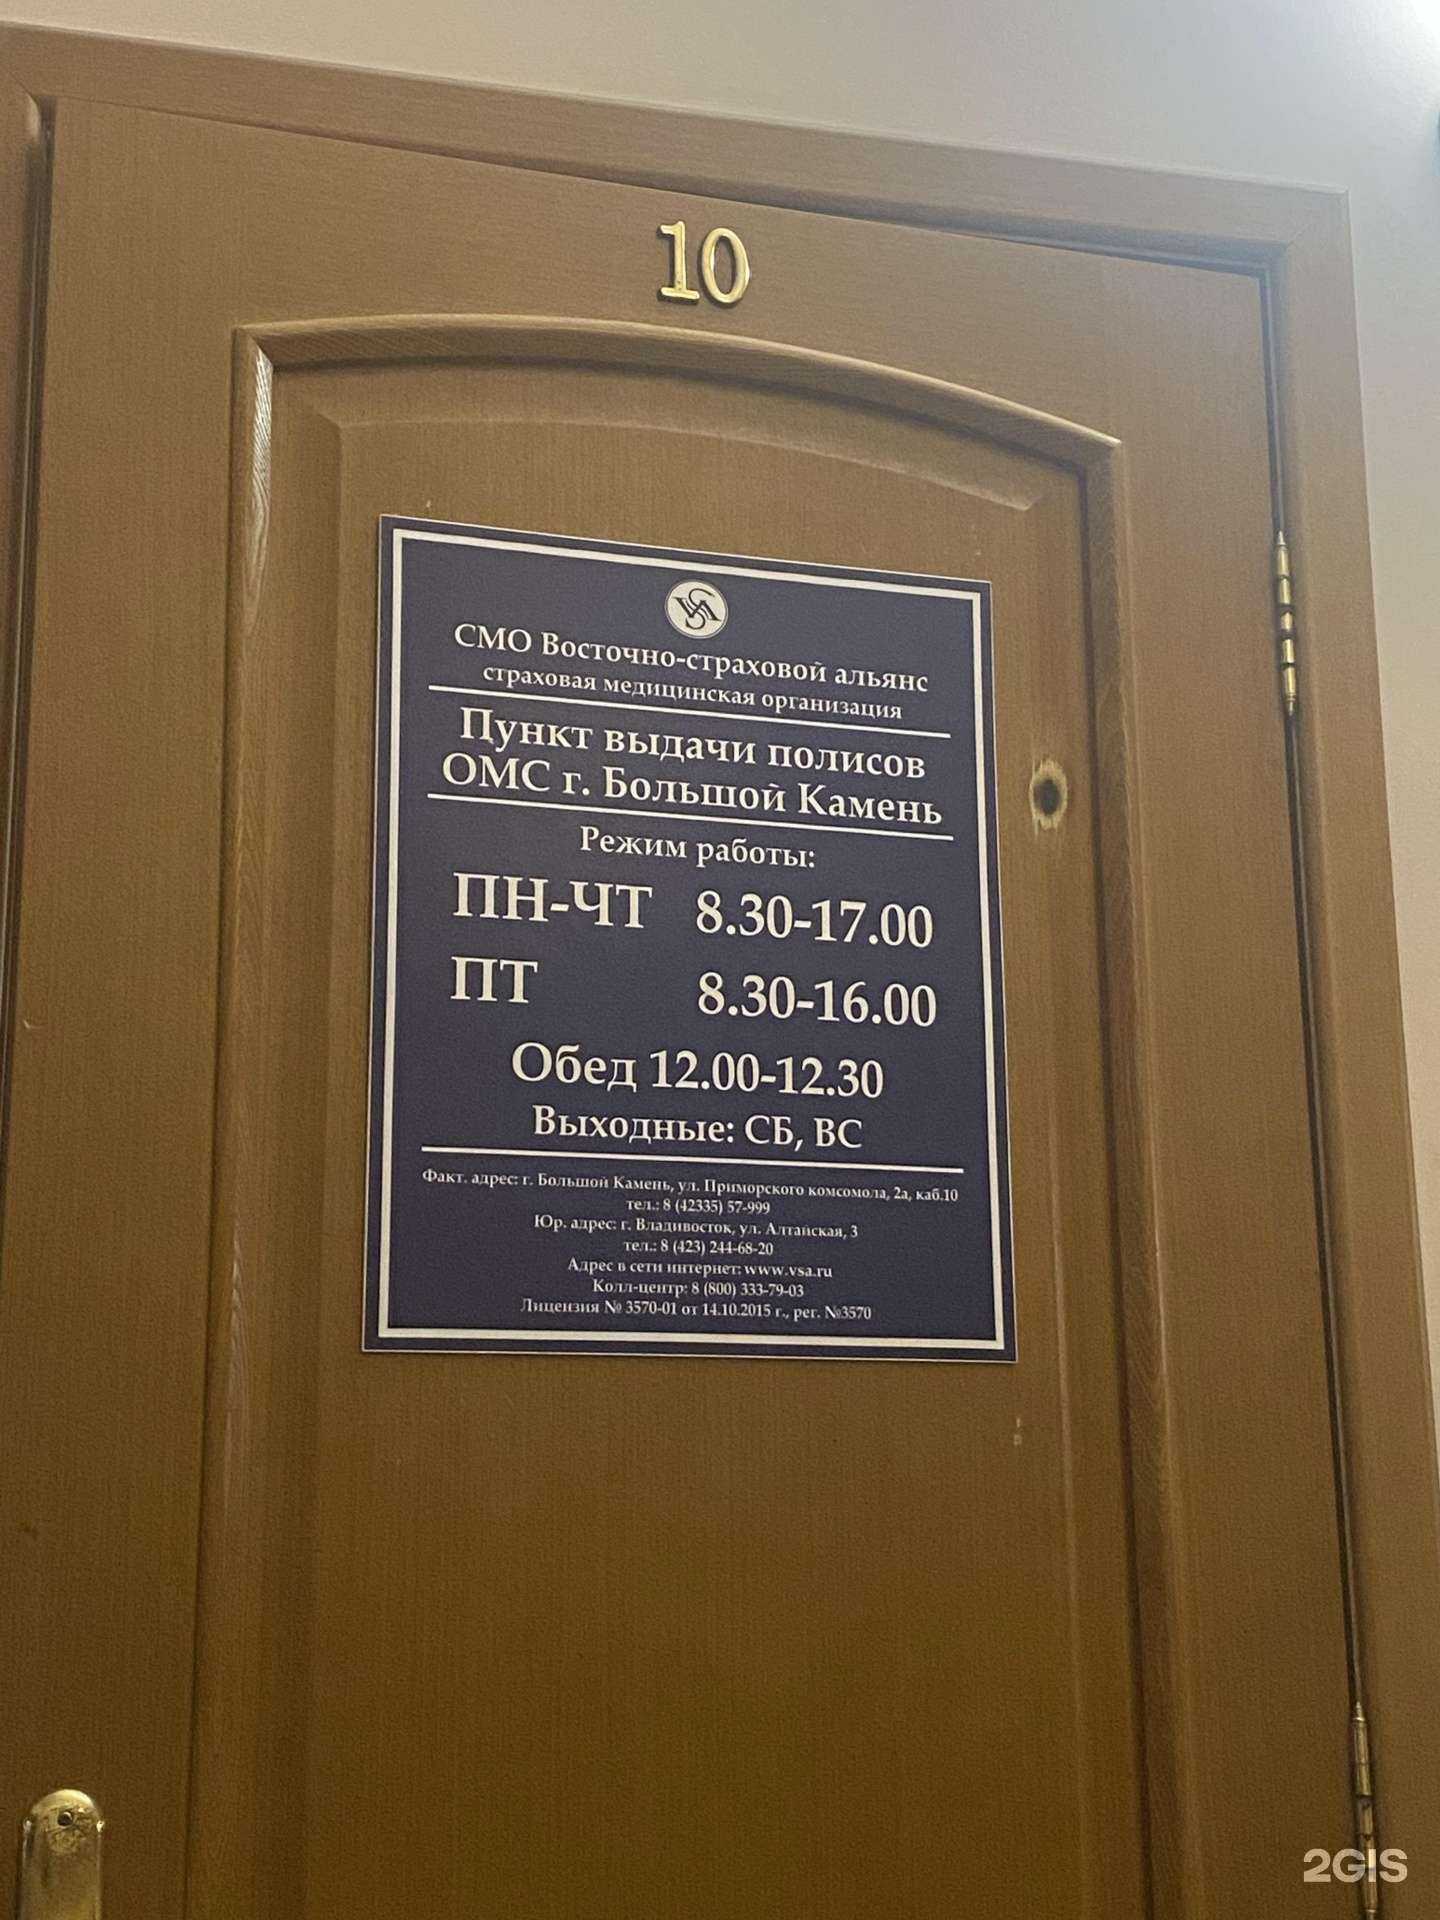 10
VSA
СМО Восточно-страховой альянс
страховая медицинская организация
Пункт выдачи полисов
ОМС г. Большой Камень
Режим работы:
ПН-ЧТ 8.30-17.00
ПТ 8.30-16.00
Обед 12.00-12.30
Выходные: СБ, ВС
Факт. адрес: г. Большой Камень, ул. Приморского комсомола, 2а, каб.10
тел.: 8 (42335) 57-999
Юр. адрес: г. Владивосток, ул. Алтайская, 3
тел.: 8 (423) 244-68-20
Адрес в сети интернет: www.vsa.ru
Колл-центр: 8 (800) 333-79-03
Лицензия № 3570-01 от 14.10.2015 г., рег. №3570
2GIS